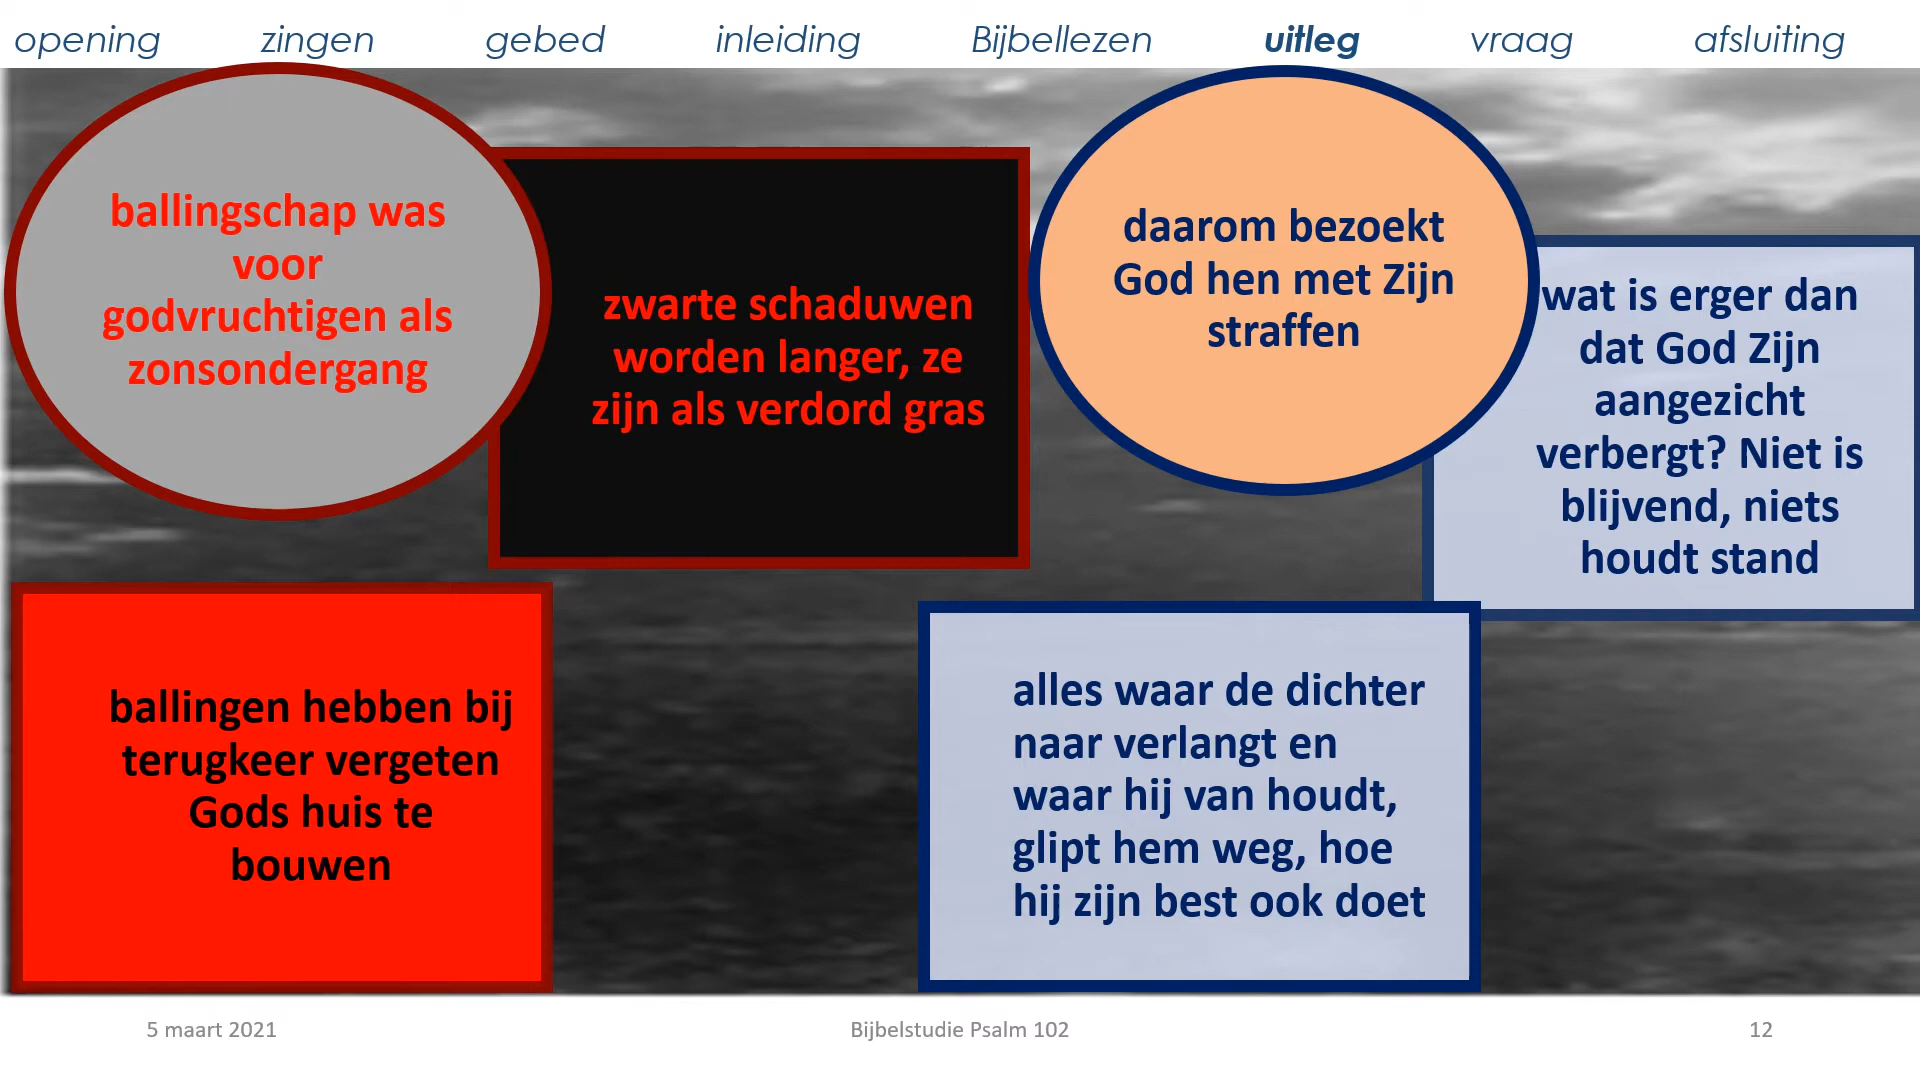 opening zingen gebed inleiding Bijbellezen uitleg vraag afsluiting
ballingschap was
voor
godvruchtigen als
zonsondergang
zwarte schaduwen
worden langer, ze
zijn als verdord gras
daarom bezoekt
God hen met Zijn
straffen
wat is erger dan
dat God Zijn
aangezicht
verbergt? Niet is
blijvend, niets
houdt stand
ballingen hebben bij
terugkeer vergeten
Gods huis te
bouwen
alles waar de dichter
naar verlangt en
waar hij van houdt,
glipt hem weg, hoe
hij zijn best ook doet
5 maart 2021
Bijbelstudie Psalm 102
12